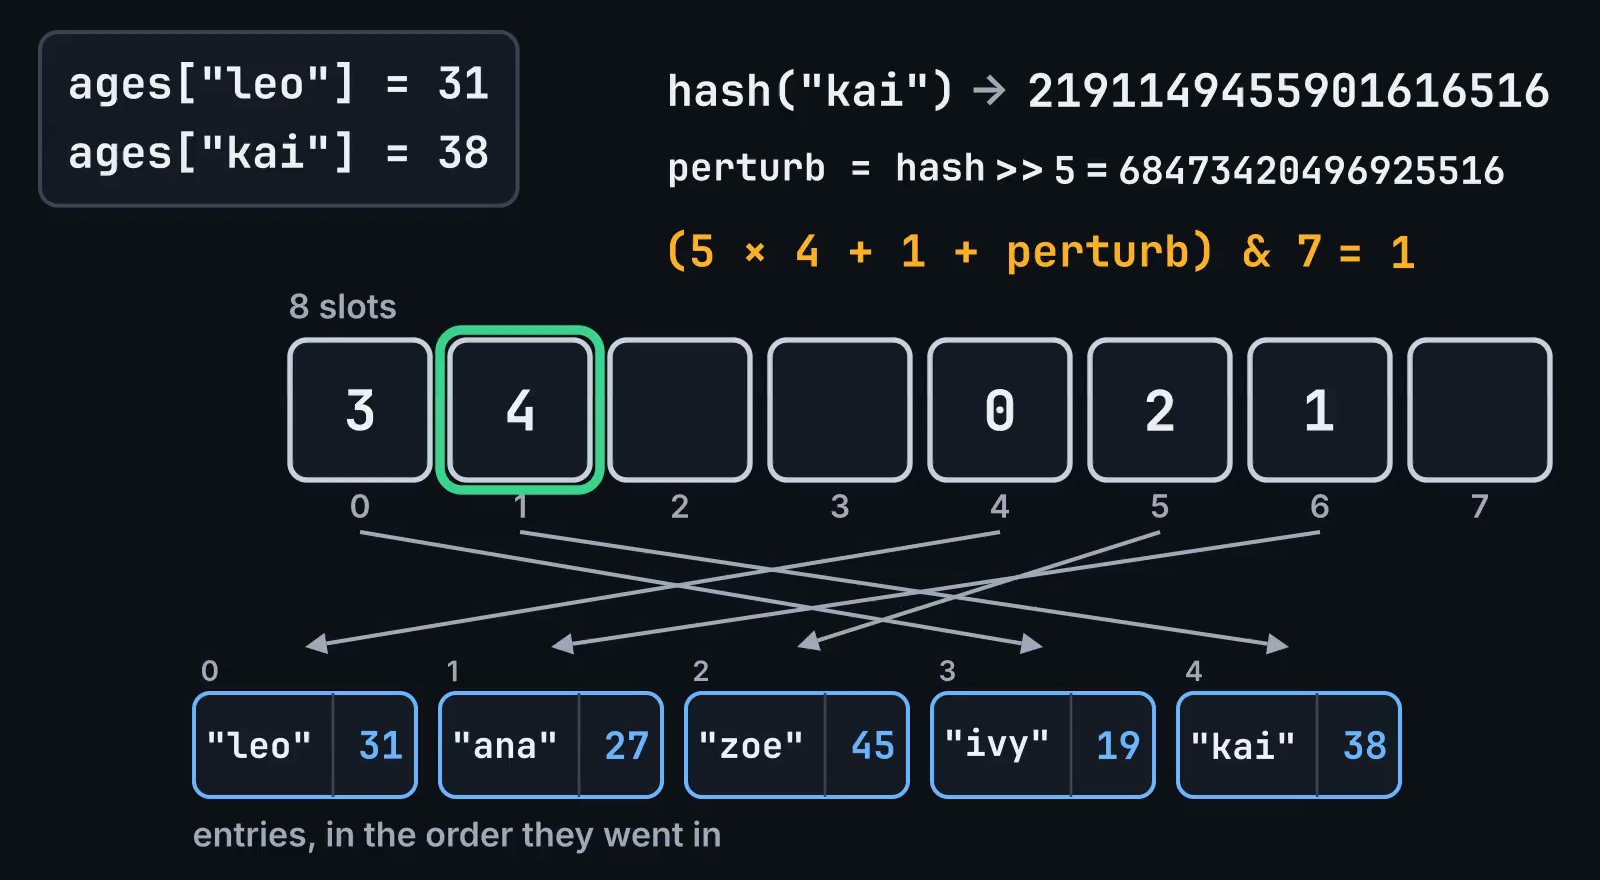 ages["leo"] = 31
ages["kai"] = 38
hash("kai") → 2191149455901616516
perturb = hash >> 5 = 68473420496925516
(5 × 4 + 1 + perturb) & 7 = 1
8 slots
3 4 0 2 1
0 1 2 3 4 5 6 7
0 1 2 3 4
"leo" 31 "ana" 27 "zoe" 45 "ivy" 19 "kai" 38
entries, in the order they went in